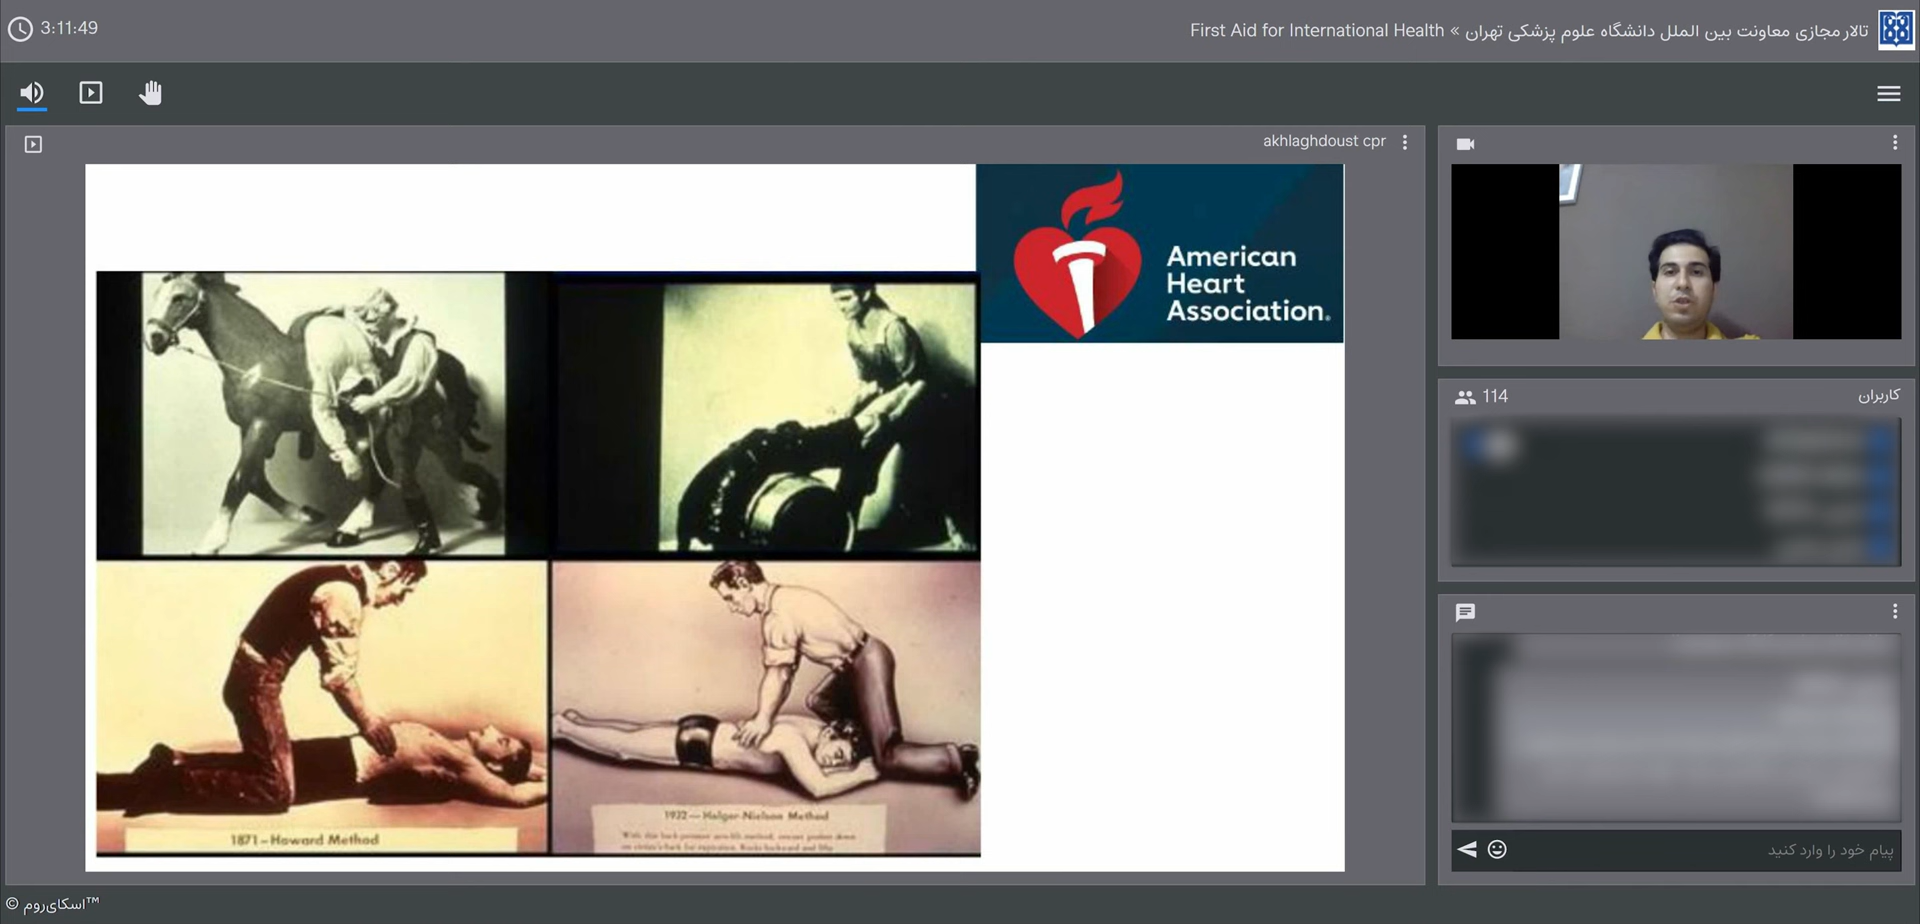 3:11:49
تالار مجازی معاونت بین الملل دانشگاه علوم پزشکی تهران » First Aid for International Health
akhlaghdoust cpr
American
Heart
Association.
1871–Howard Method
1932—Holger-Nielson Method
114
کاربران
پیام خود را وارد کنید
© اسکای‌روم™